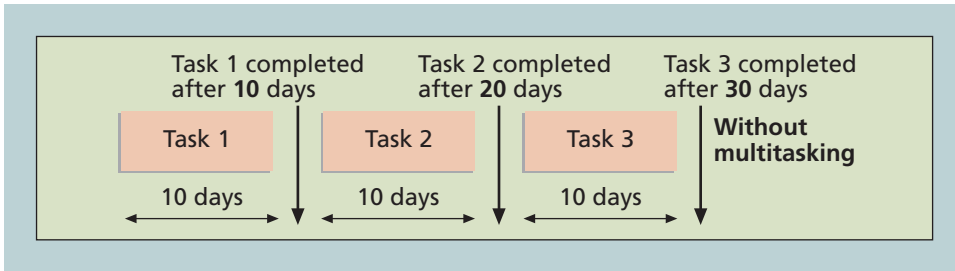 Task 1 completed
after 10 days
Task 2 completed
after 20 days
Task 3 completed
after 30 days
Task 1
Task 2
Task 3
Without
multitasking
10 days
10 days
10 days